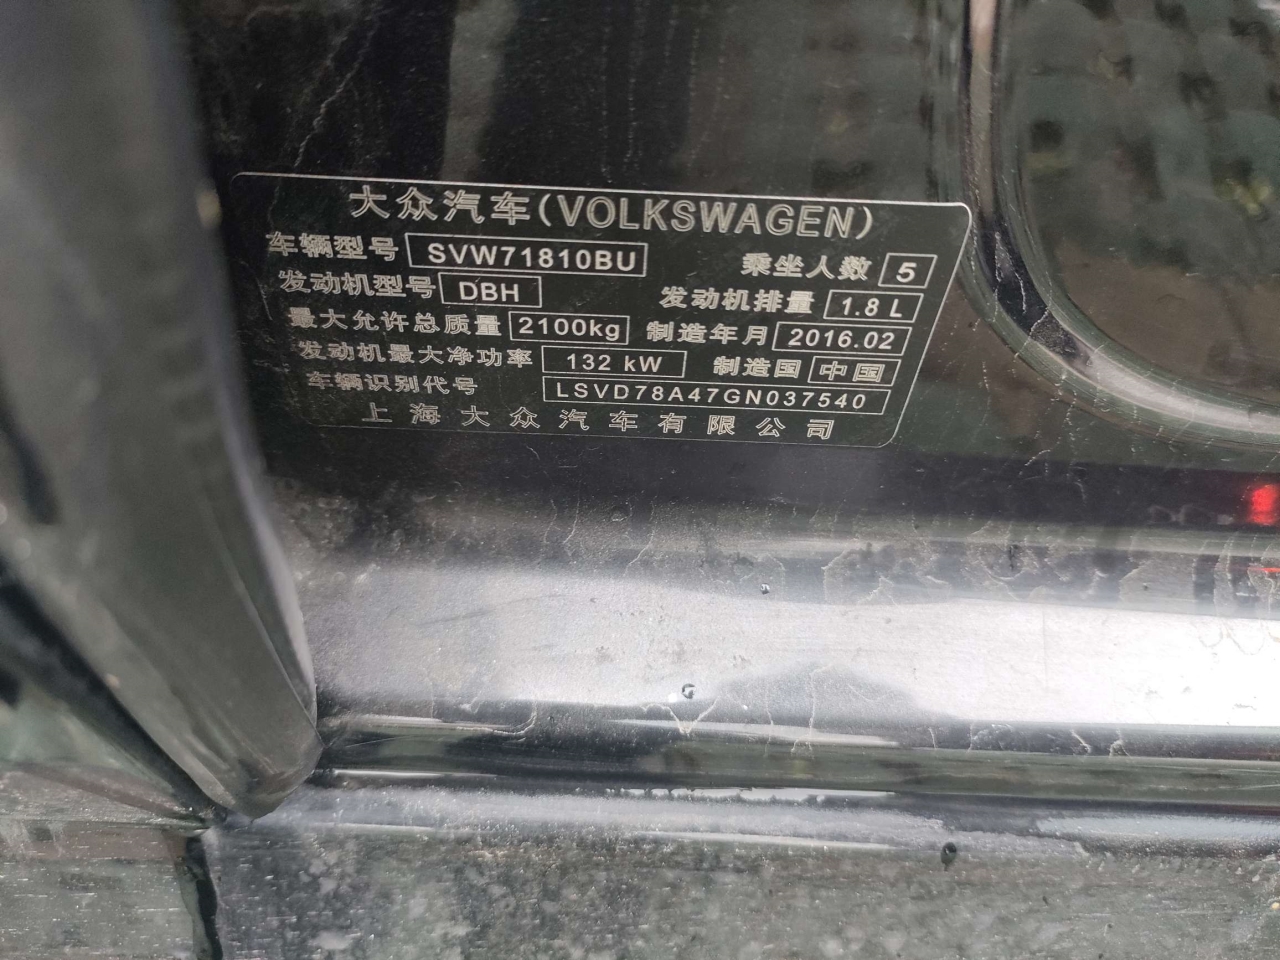 大众汽车(VOLKSWAGEN)
车辆型号 SVW71810BU 乘坐人数 5
发动机型号 DBH 发动机排量 1.8 L
最大允许总质量 2100kg 制造年月 2016.02
发动机最大净功率 132 kW 制造国 中国
车辆识别代号 LSVD78A47GN037540
上海大众汽车有限公司